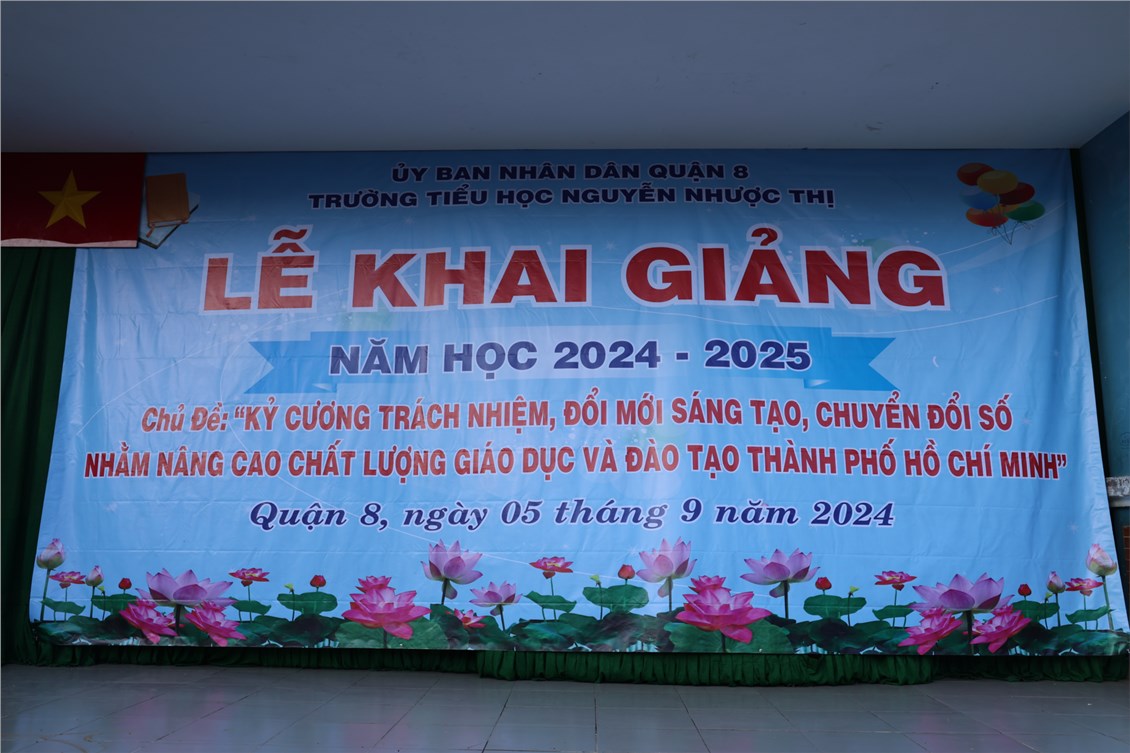 ỦY BAN NHÂN DÂN QUẬN 8
TRƯỜNG TIỂU HỌC NGUYỄN NHƯỢC THỊ
LỄ KHAI GIẢNG
NĂM HỌC 2024 - 2025
Chủ Đề: “KỶ CƯƠNG TRÁCH NHIỆM, ĐỔI MỚI SÁNG TẠO, CHUYỂN ĐỔI SỐ
NHẰM NÂNG CAO CHẤT LƯỢNG GIÁO DỤC VÀ ĐÀO TẠO THÀNH PHỐ HỒ CHÍ MINH”
Quận 8, ngày 05 tháng 9 năm 2024